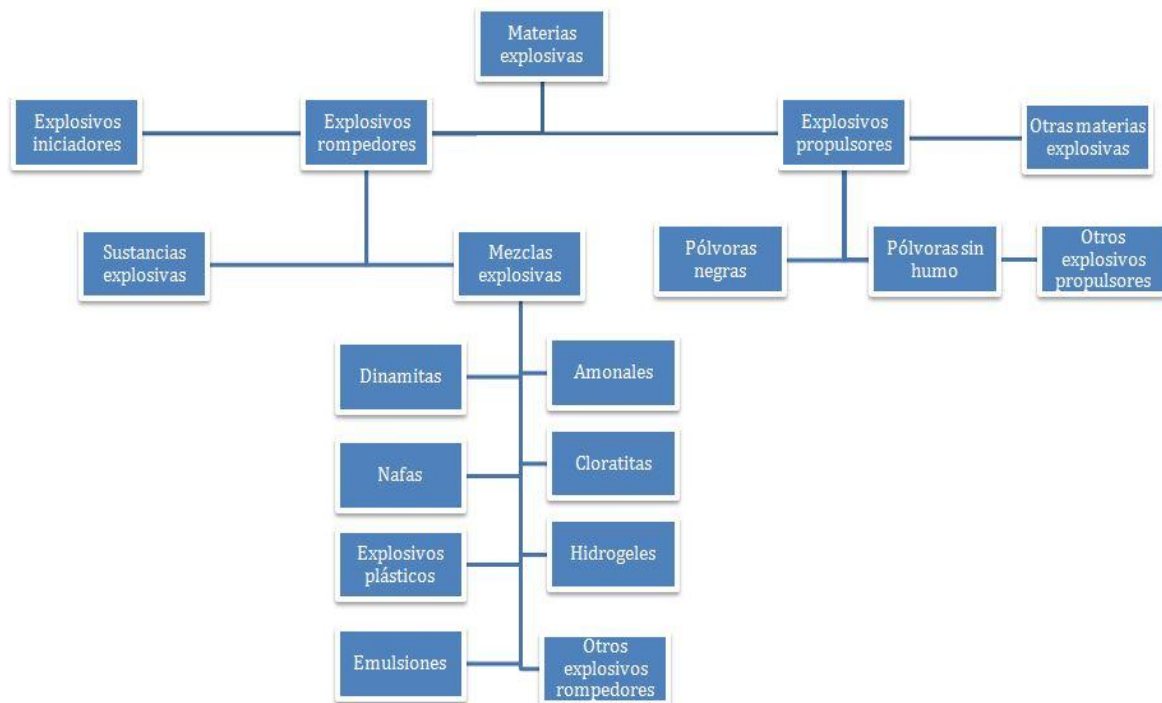 Materias
explosivas
Explosivos
iniciadores
Explosivos
rompedores
Explosivos
propulsores
Otras materias
explosivas
Sustancias
explosivas
Mezclas
explosivas
Pólvoras
negras
Pólvoras sin
humo
Otros
explosivos
propulsores
Dinamitas
Amonales
Nafas
Cloratitas
Explosivos
plásticos
Hidrogeles
Emulsiones
Otros
explosivos
rompedores